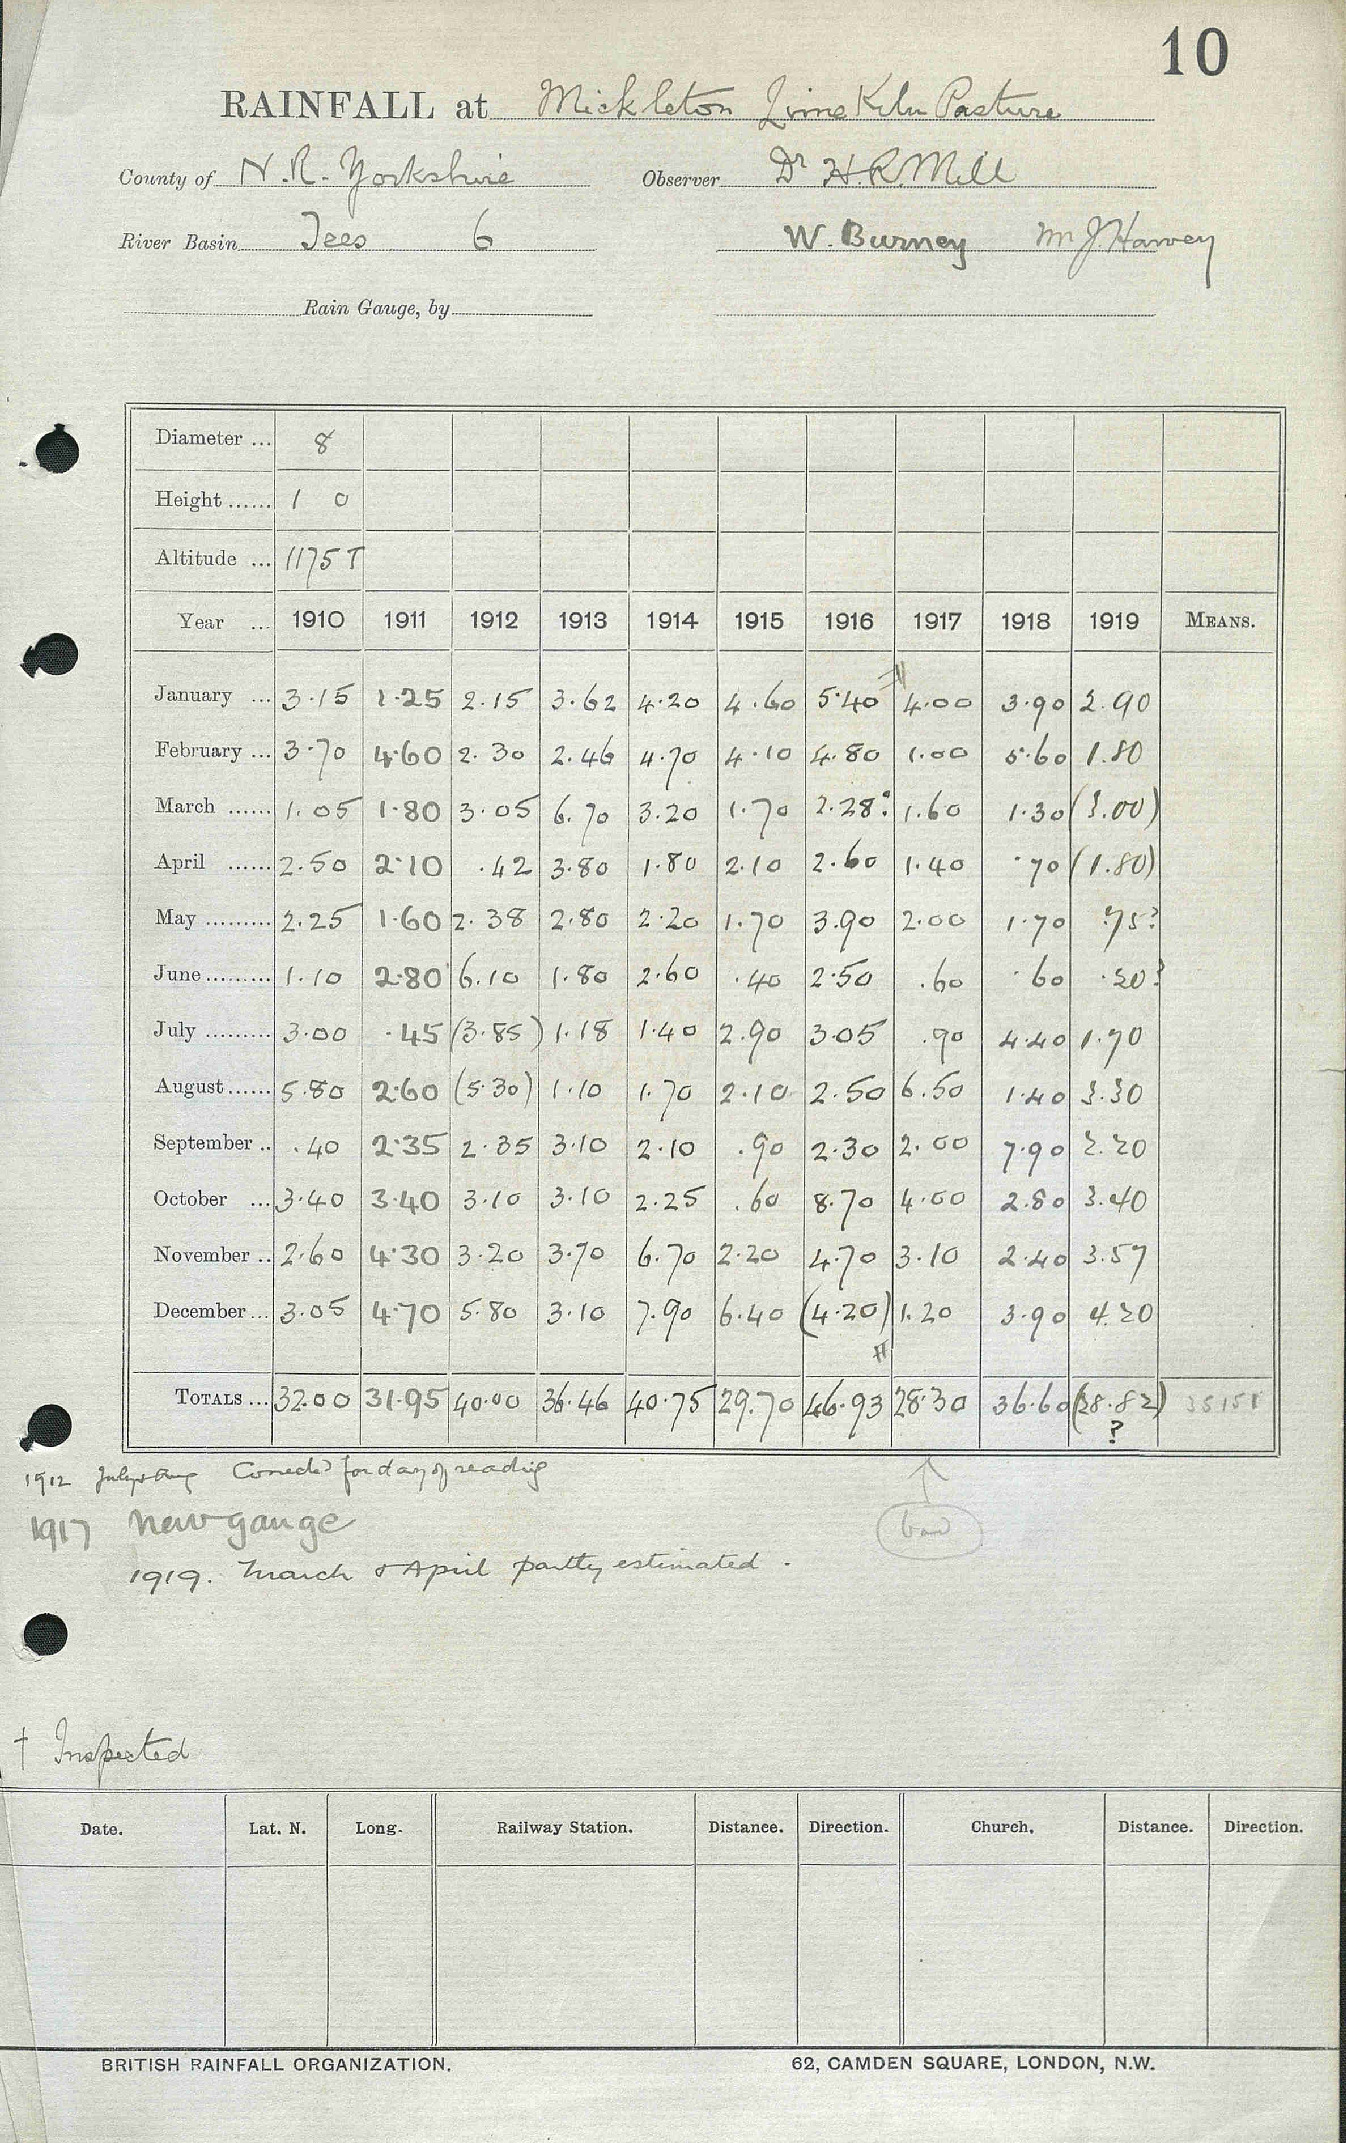 10
RAINFALL at Mickleton Lime Kiln Pasture
County of N.R. Yorkshire Observer Dr H.R. Mill
River Basin Tees 6 W. Burney Mr J Harvey
Rain Gauge, by
Diameter ... 8
Height ...... 1 0
Altitude ... 1175 T
Year ... 1910 1911 1912 1913 1914 1915 1916 1917 1918 1919 MEANS.
January ... 3.15 1.25 2.15 3.62 4.20 4.60 5.40 4.00 3.90 2.90
February ... 3.70 4.60 2.30 2.46 4.70 4.10 4.80 1.00 5.60 1.80
March ...... 1.05 1.80 3.05 6.70 3.20 1.70 2.28? 1.60 1.30 (3.00)
April ...... 2.50 2.10 .42 3.80 1.80 2.10 2.60 1.40 .70 (1.80)
May ......... 2.25 1.60 2.38 2.80 2.20 1.70 3.90 2.00 1.70 .75?
June ......... 1.10 2.80 6.10 1.80 2.60 .40 2.50 .60 .60 .20?
July ......... 3.00 .45 (3.85) 1.18 1.40 2.90 3.05 .90 4.40 1.70
August ...... 5.80 2.60 (5.30) 1.10 1.70 2.10 2.50 6.50 1.40 3.30
September .. .40 2.35 2.35 3.10 2.10 .90 2.30 2.00 7.90 2.20
October ... 3.40 3.40 3.10 3.10 2.25 .60 8.70 4.00 2.80 3.40
November .. 2.60 4.30 3.20 3.70 6.70 2.20 4.70 3.10 2.40 3.57
December ... 3.05 4.70 5.80 3.10 7.90 6.40 (4.20) 1.20 3.90 4.20
TOTALS ... 32.00 31.95 40.00 36.46 40.75 29.70 46.93 28.30 36.60 (28.82) 35151
?
1912 July & Aug Corrected for day of reading
1917 New gauge
bad
1919. March & April partly estimated.
† Inspected
Date. Lat. N. Long. Railway Station. Distance. Direction. Church. Distance. Direction.
BRITISH RAINFALL ORGANIZATION. 62, CAMDEN SQUARE, LONDON, N.W.